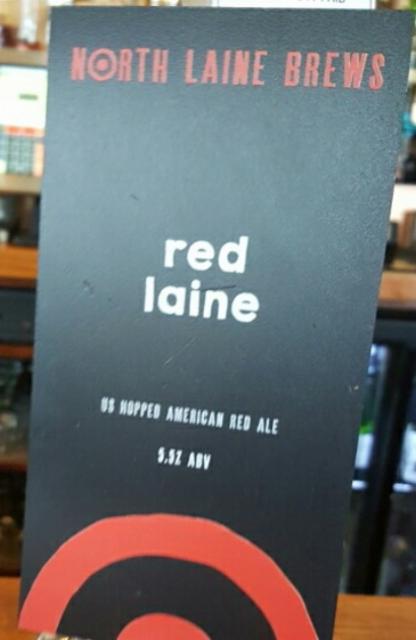 NORTH LAINE BREWS
red
laine
US HOPPED AMERICAN RED ALE
5.5% ABV